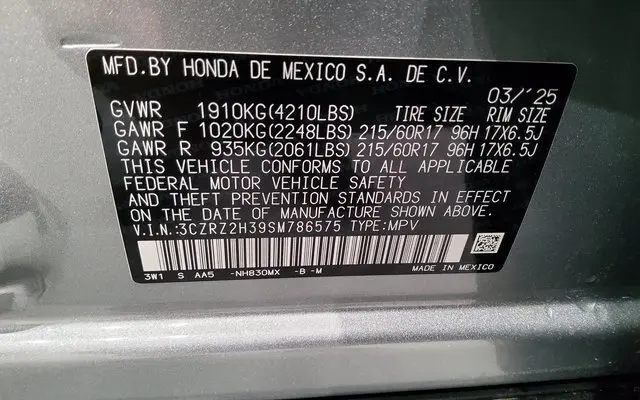 MFD.BY HONDA DE MEXICO S.A. DE C.V.
03/'25
GVWR 1910KG(4210LBS) TIRE SIZE RIM SIZE
GAWR F 1020KG(2248LBS) 215/60R17 96H 17X6.5J
GAWR R 935KG(2061LBS) 215/60R17 96H 17X6.5J
THIS VEHICLE CONFORMS TO ALL APPLICABLE
FEDERAL MOTOR VEHICLE SAFETY
AND THEFT PREVENTION STANDARDS IN EFFECT
ON THE DATE OF MANUFACTURE SHOWN ABOVE.
V.I.N.:3CZRZ2H39SM786575 TYPE:MPV
3W1 S AA5 -NH830MX -B -M MADE IN MEXICO